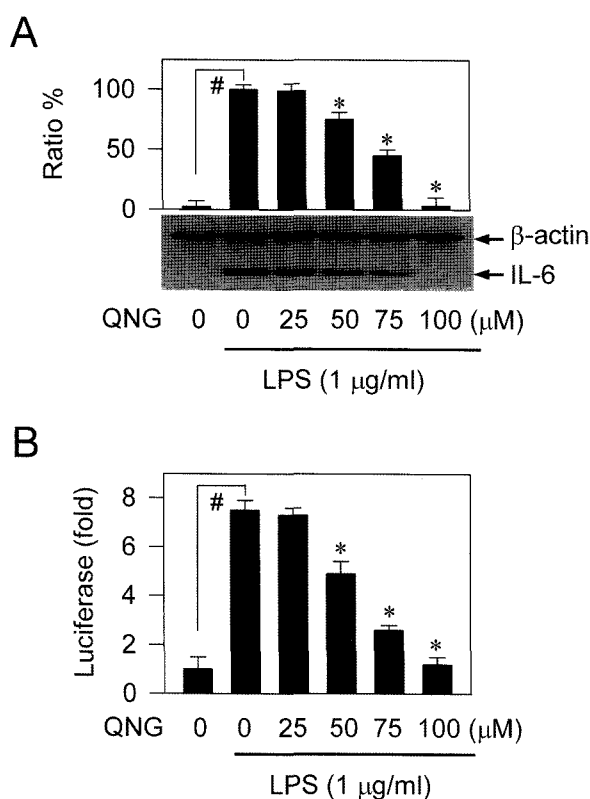 A
Ratio %
100
50
0
#
*
*
*
β-actin
IL-6
QNG 0 0 25 50 75 100 (μM)
LPS (1 μg/ml)
B
Luciferase (fold)
8
6
4
2
0
#
*
*
*
QNG 0 0 25 50 75 100 (μM)
LPS (1 μg/ml)